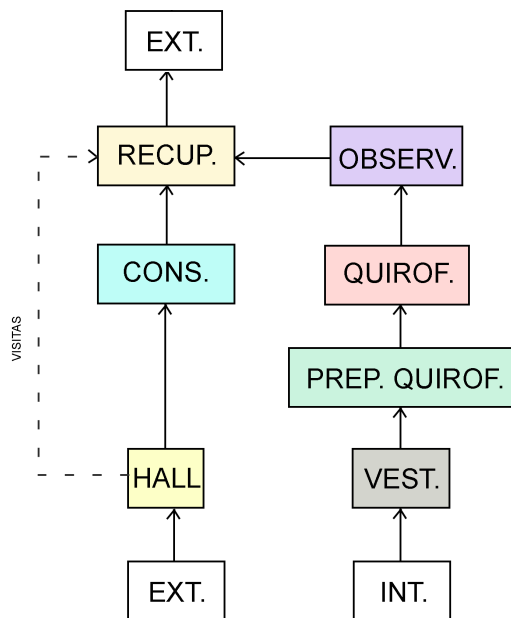 EXT.
RECUP.
OBSERV.
CONS.
QUIROF.
VISITAS
PREP. QUIROF.
HALL
VEST.
EXT.
INT.